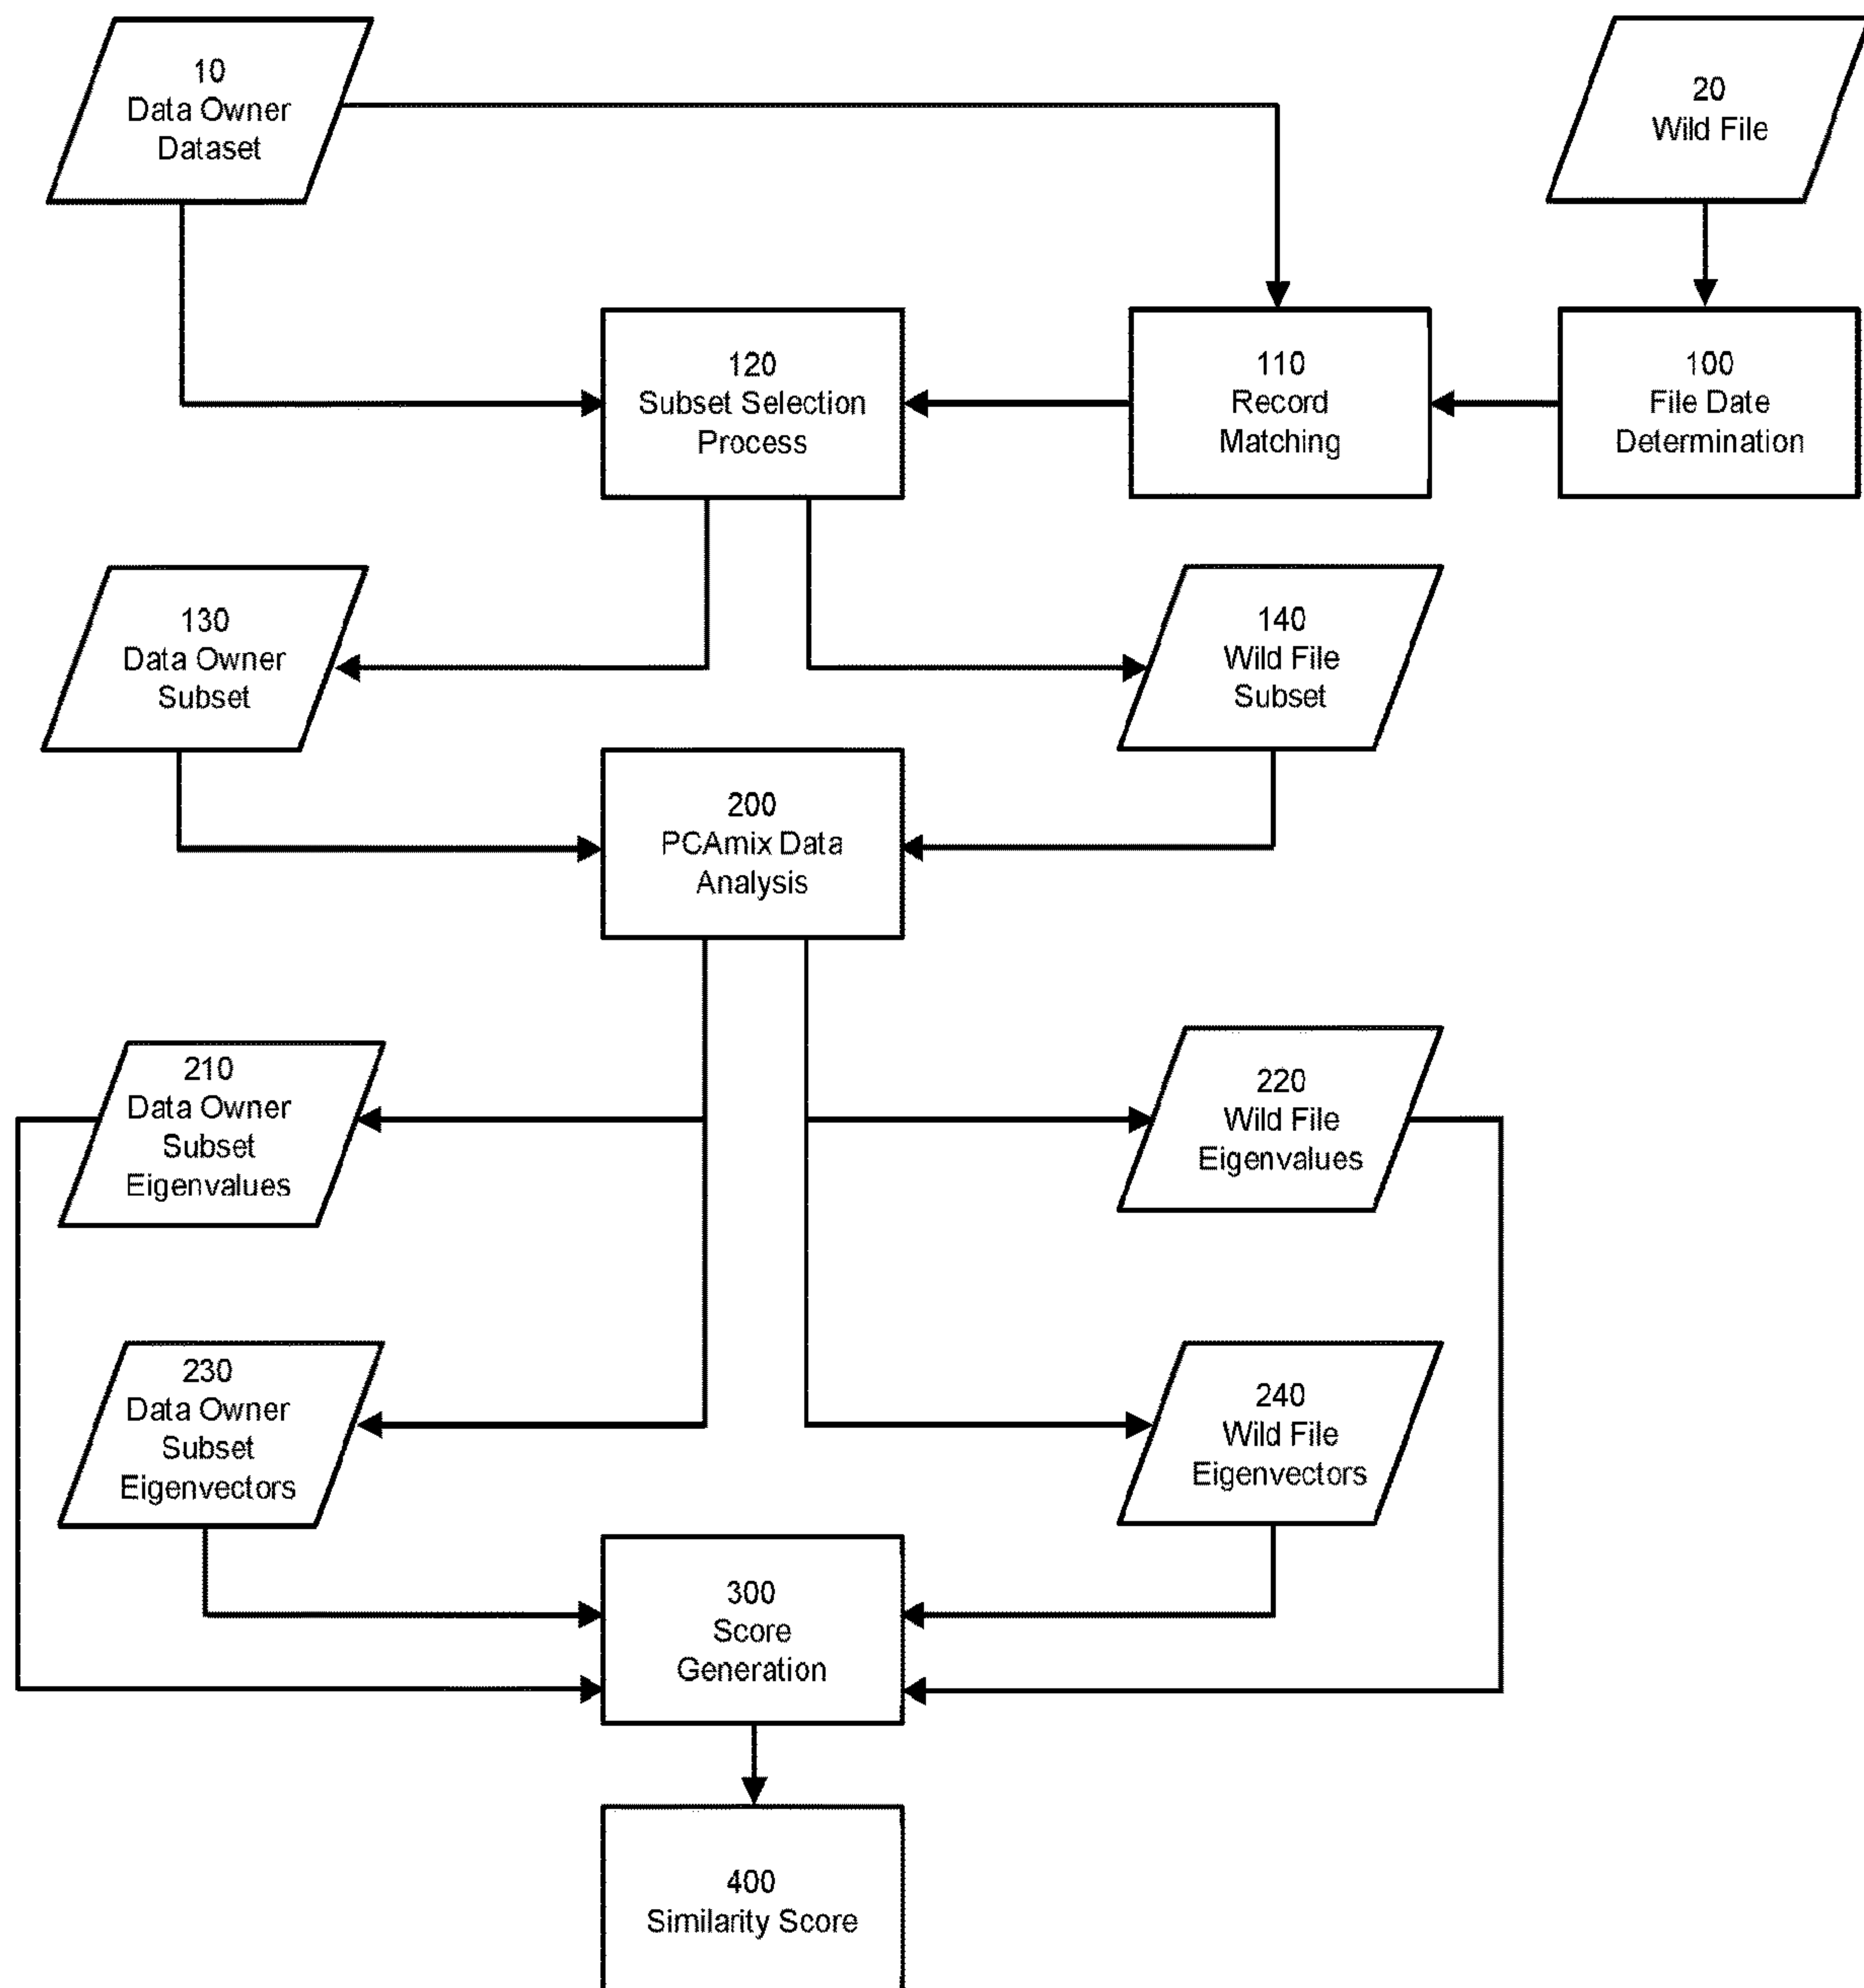 10
Data Owner
Dataset
20
Wild File
120
Subset Selection
Process
110
Record
Matching
100
File Date
Determination
130
Data Owner
Subset
140
Wild File
Subset
200
PCAmix Data
Analysis
210
Data Owner
Subset
Eigenvalues
220
Wild File
Eigenvalues
230
Data Owner
Subset
Eigenvectors
240
Wild File
Eigenvectors
300
Score
Generation
400
Similarity Score